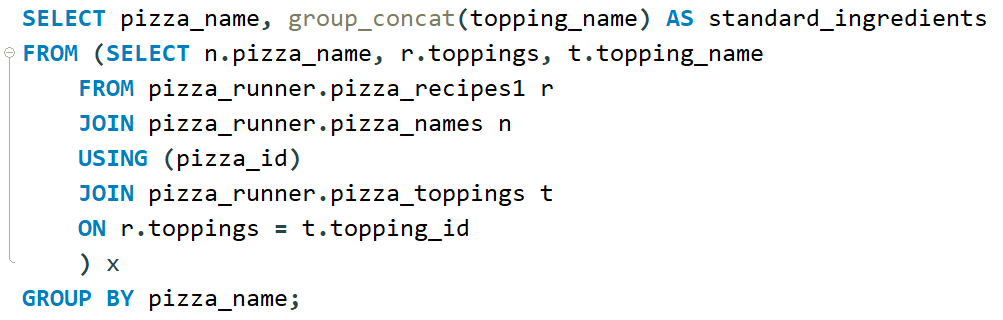 SELECT pizza_name, group_concat(topping_name) AS standard_ingredients
FROM (SELECT n.pizza_name, r.toppings, t.topping_name
FROM pizza_runner.pizza_recipes1 r
JOIN pizza_runner.pizza_names n
USING (pizza_id)
JOIN pizza_runner.pizza_toppings t
ON r.toppings = t.topping_id
) x
GROUP BY pizza_name;